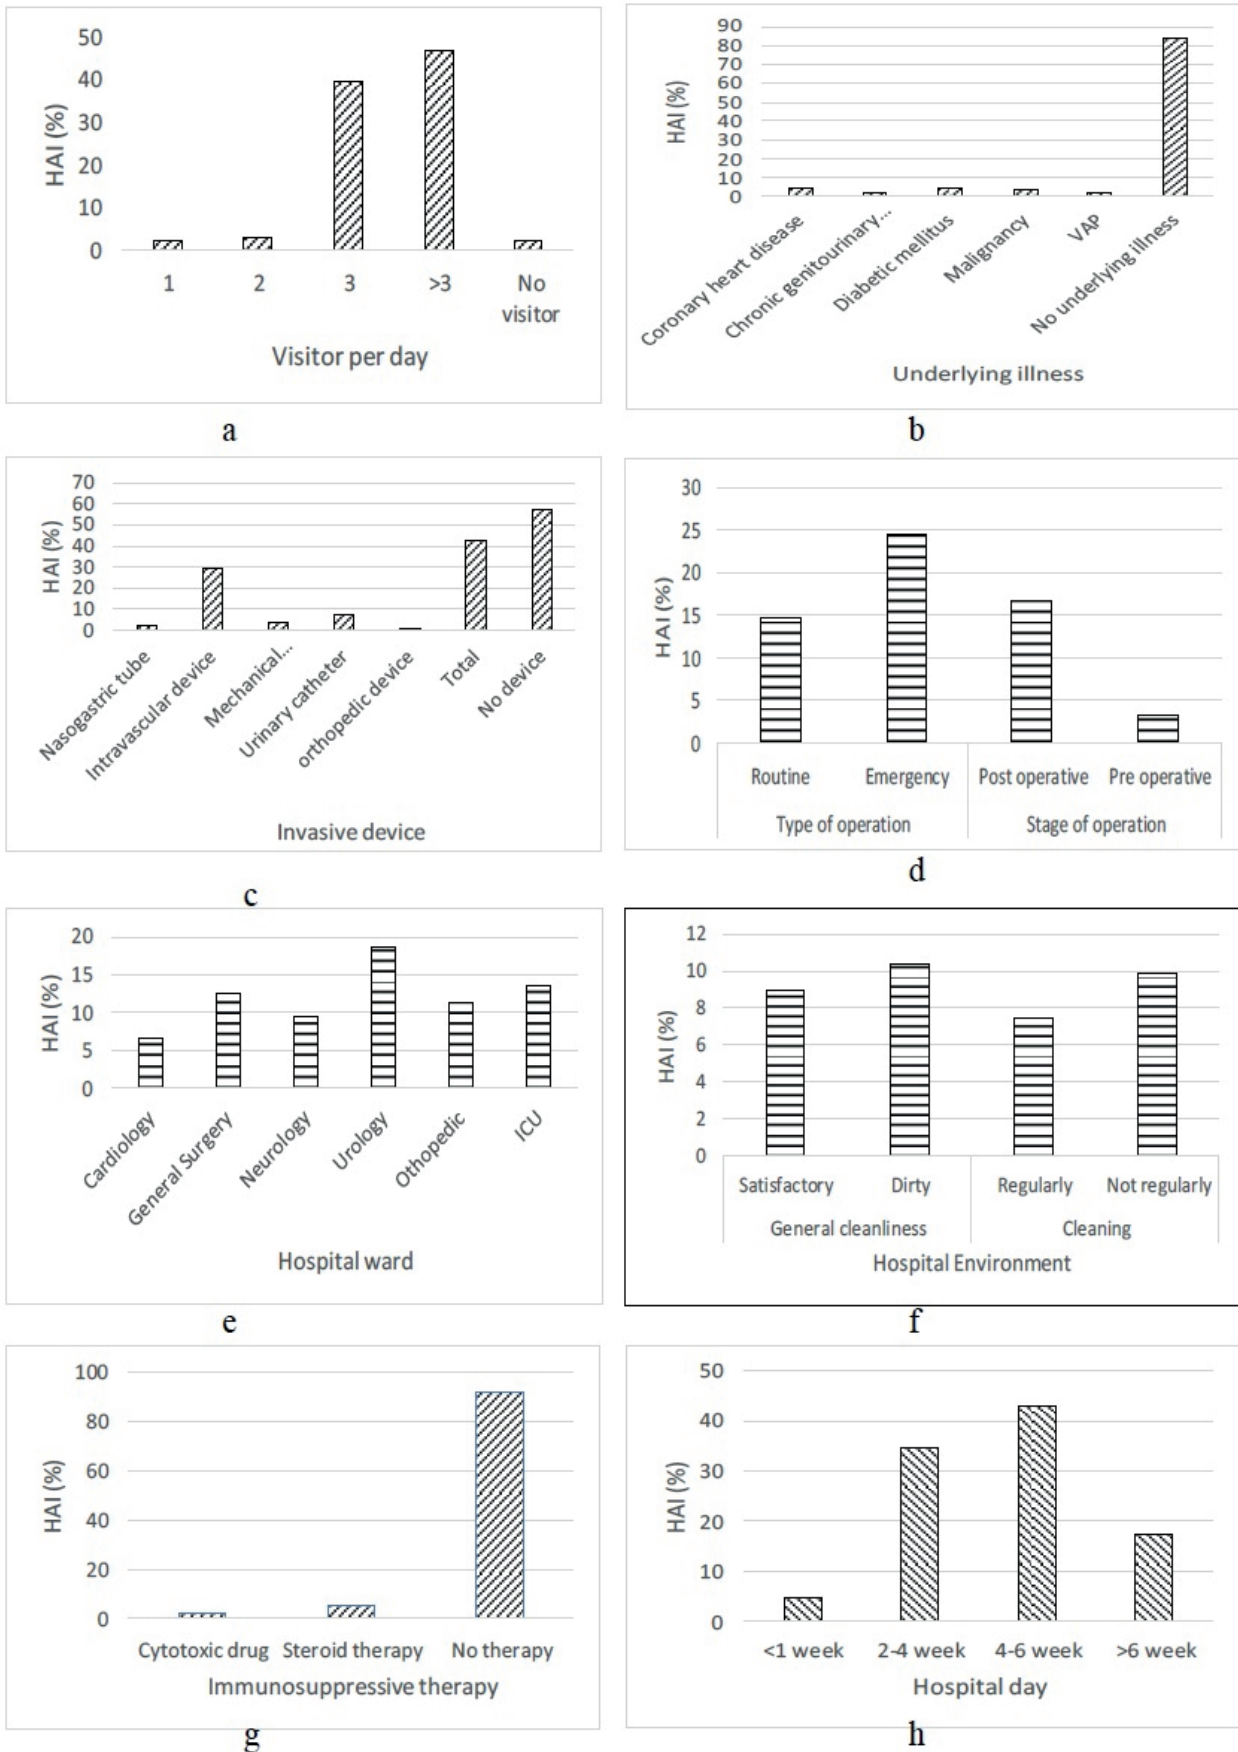 50
40
30
20
10
0
HAI (%)
1 2 3 >3 No
visitor
Visitor per day
a
90
80
70
60
50
40
30
20
10
0
HAI (%)
Coronary heart disease
Chronic genitourinary...
Diabetic mellitus
Malignancy
VAP
No underlying illness
Underlying illness
b
70
60
50
40
30
20
10
0
HAI (%)
Nasogastric tube
Intravascular device
Mechanical...
Urinary catheter
orthopedic device
Total
No device
Invasive device
c
30
25
20
15
10
5
0
HAI (%)
Routine Emergency Post operative Pre operative
Type of operation Stage of operation
d
20
15
10
5
0
HAI (%)
Cardiology
General Surgery
Neurology
Urology
Othopedic
ICU
Hospital ward
e
12
10
8
6
4
2
0
HAI (%)
Satisfactory Dirty Regularly Not regularly
General cleanliness Cleaning
Hospital Environment
f
100
80
60
40
20
0
HAI (%)
Cytotoxic drug Steroid therapy No therapy
Immunosuppressive therapy
g
50
40
30
20
10
0
HAI (%)
<1 week 2-4 week 4-6 week >6 week
Hospital day
h